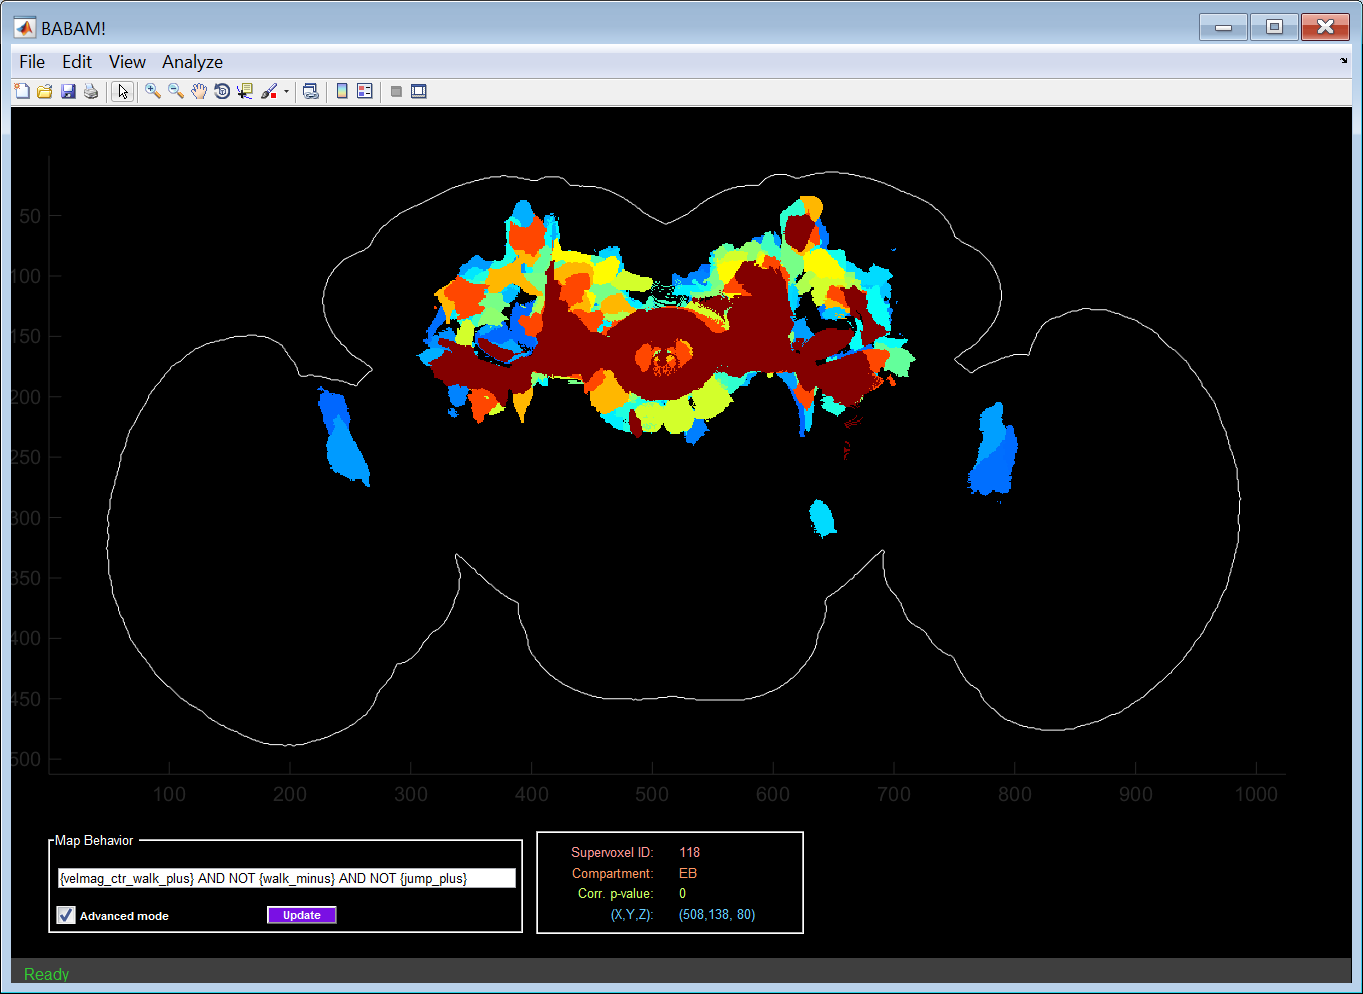 BABAM!
File Edit View Analyze
50
100
150
200
250
300
350
400
450
500
100 200 300 400 500 600 700 800 900 1000
Map Behavior
{velmag_ctr_walk_plus} AND NOT {walk_minus} AND NOT {jump_plus}
Advanced mode
Update
Supervoxel ID: 118
Compartment: EB
Corr. p-value: 0
(X,Y,Z): (508,138, 80)
Ready